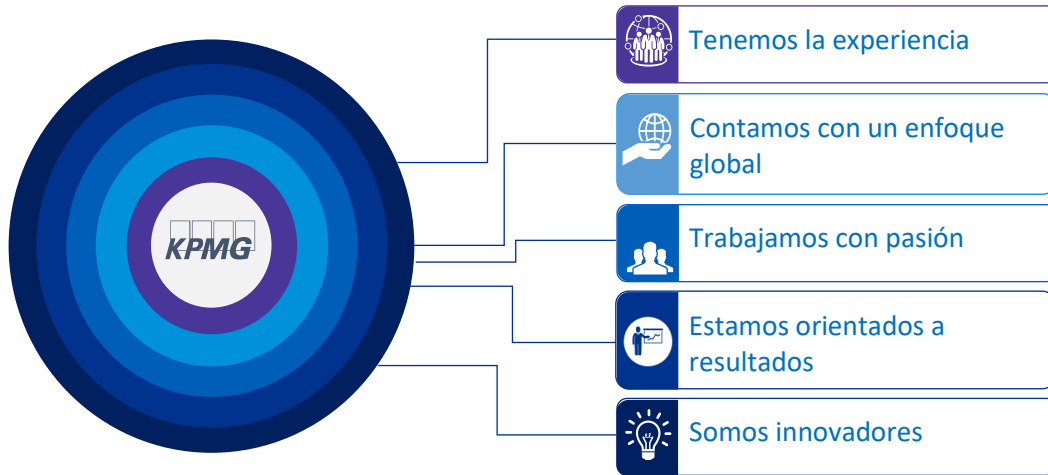 KPMG
Tenemos la experiencia
Contamos con un enfoque
global
Trabajamos con pasión
Estamos orientados a
resultados
Somos innovadores